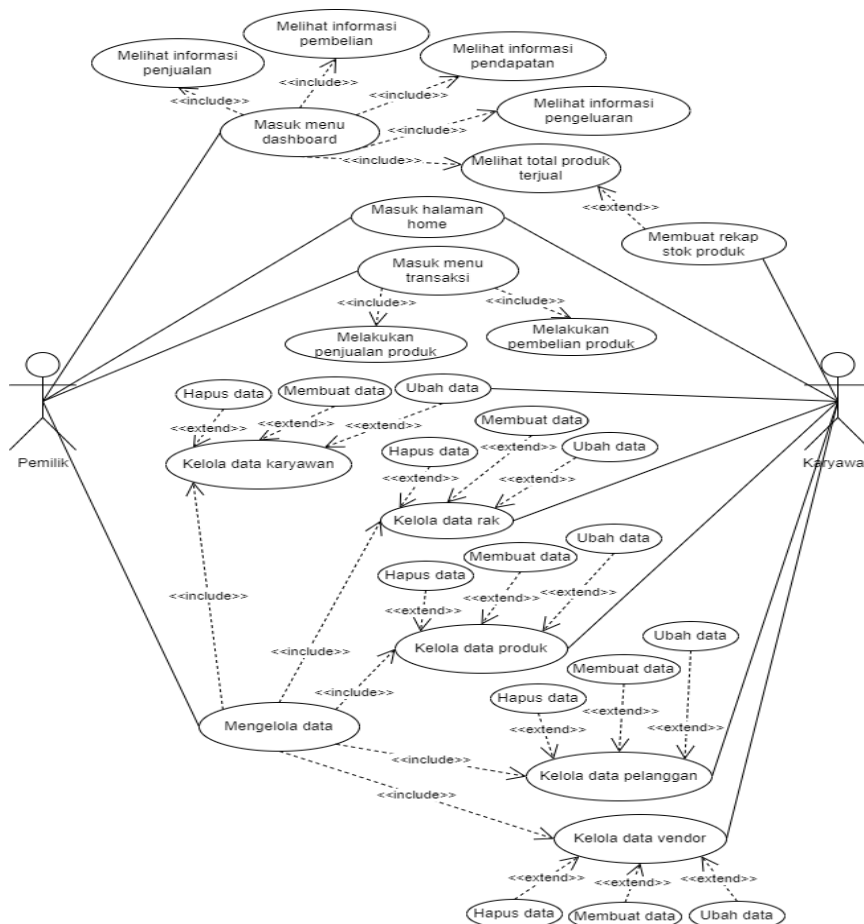 Melihat informasi
pembelian
Melihat informasi
penjualan
Melihat informasi
pendapatan
<<include>>
<<include>>
<<include>>
Melihat informasi
pengeluaran
Masuk menu
dashboard
<<include>>
<<include>>
Melihat total produk
terjual
<<extend>>
Masuk halaman
home
Membuat rekap
stok produk
Masuk menu
transaksi
<<include>>
<<include>>
Melakukan
penjualan produk
Melakukan
pembelian produk
Hapus data
Membuat data
Ubah data
<<extend>>
<<extend>>
<<extend>>
Pemilik
Kelola data karyawan
Karyawa
Membuat data
Hapus data
Ubah data
<<extend>>
<<extend>>
<<extend>>
Kelola data rak
Ubah data
Membuat data
Hapus data
<<extend>>
<<extend>>
<<extend>>
<<include>>
Kelola data produk
<<include>>
<<include>>
Ubah data
Membuat data
Hapus data
<<extend>>
<<extend>>
<<extend>>
Mengelola data
<<include>>
Kelola data pelanggan
<<include>>
Kelola data vendor
<<extend>>
<<extend>>
<<extend>>
Hapus data
Membuat data
Ubah data